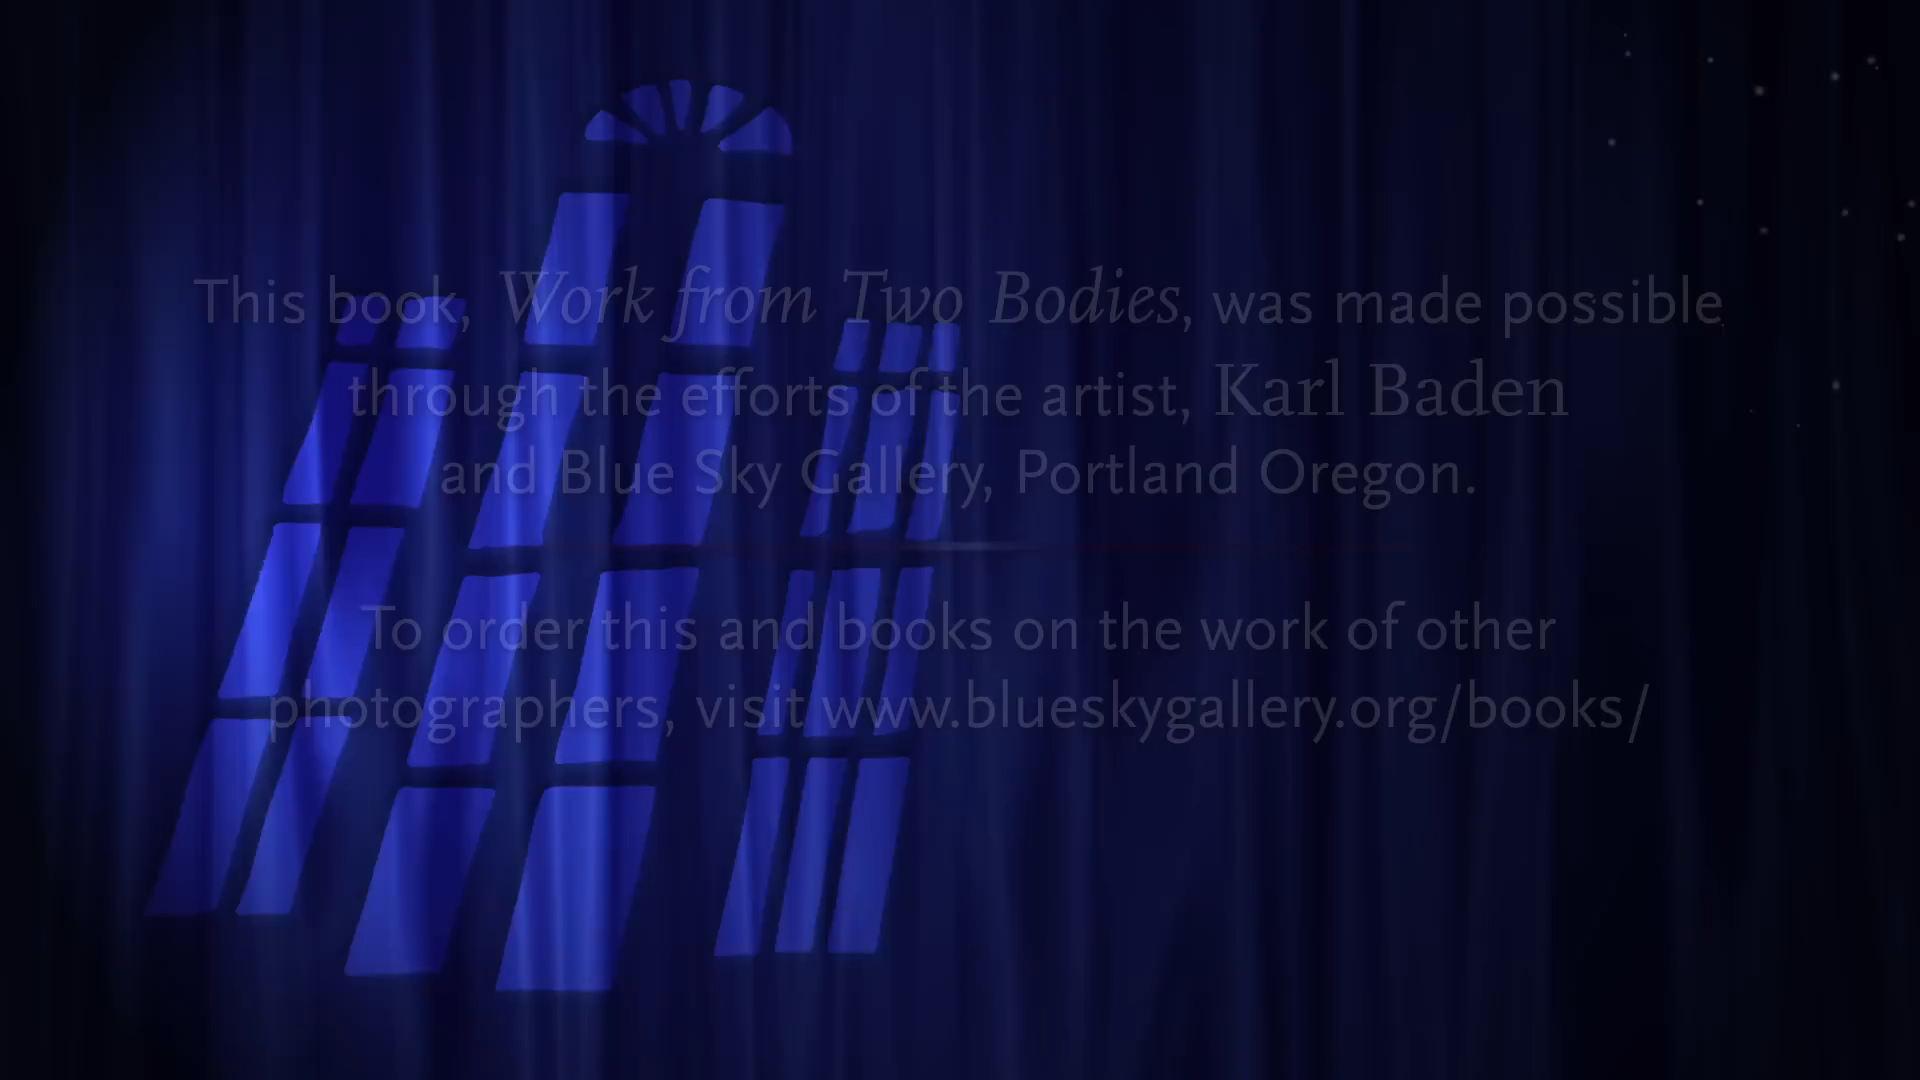 This book, Work from Two Bodies, was made possible
through the efforts of the artist, Karl Baden
and Blue Sky Gallery, Portland Oregon.
To order this and books on the work of other
photographers, visit www.blueskygallery.org/books/